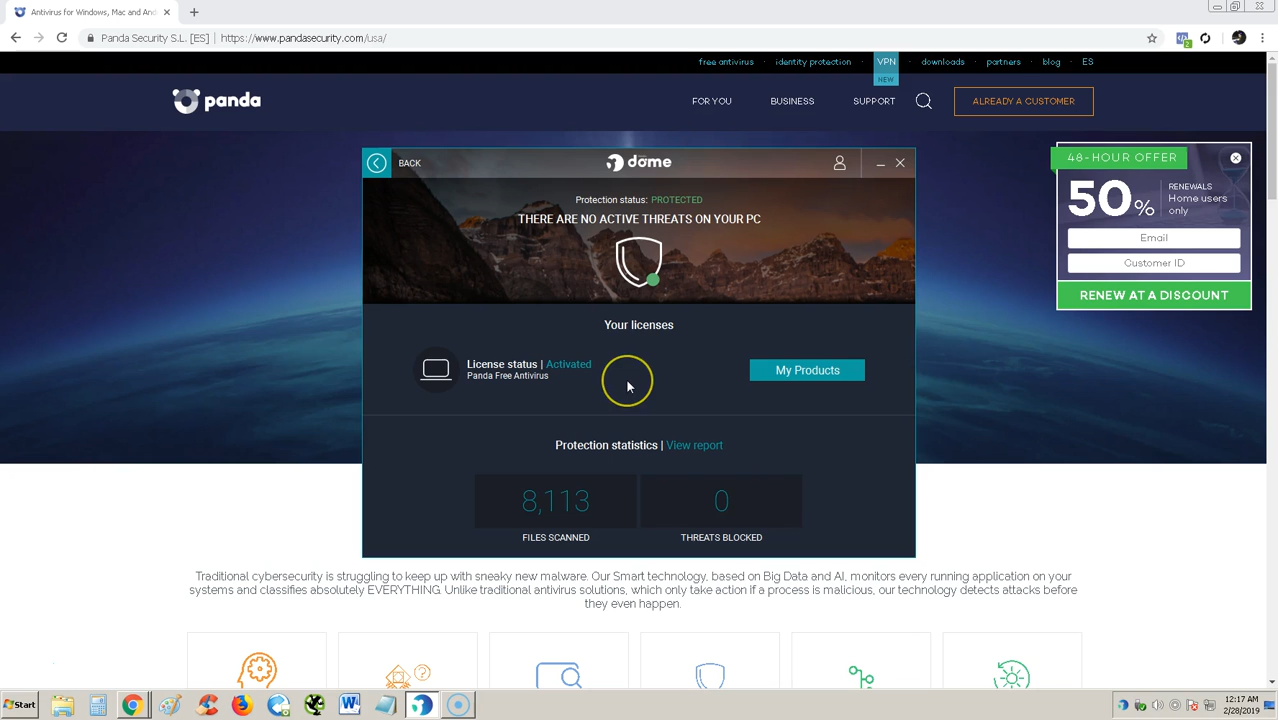 Antivirus for Windows, Mac and And
Panda Security S.L. [ES] | https://www.pandasecurity.com/usa/
free antivirus · identity protection · VPN · downloads · partners · blog · ES
NEW
panda
FOR YOU BUSINESS SUPPORT ALREADY A CUSTOMER
48-HOUR OFFER
50% RENEWALS
Home users
only
Email
Customer ID
RENEW AT A DISCOUNT
BACK dome
Protection status: PROTECTED
THERE ARE NO ACTIVE THREATS ON YOUR PC
Your licenses
License status | Activated
Panda Free Antivirus
My Products
Protection statistics | View report
8,113 0
FILES SCANNED THREATS BLOCKED
Traditional cybersecurity is struggling to keep up with sneaky new malware. Our Smart technology, based on Big Data and AI, monitors every running application on your
systems and classifies absolutely EVERYTHING. Unlike traditional antivirus solutions, which only take action if a process is malicious, our technology detects attacks before
they even happen.
Start
12:17 AM
2/28/2019